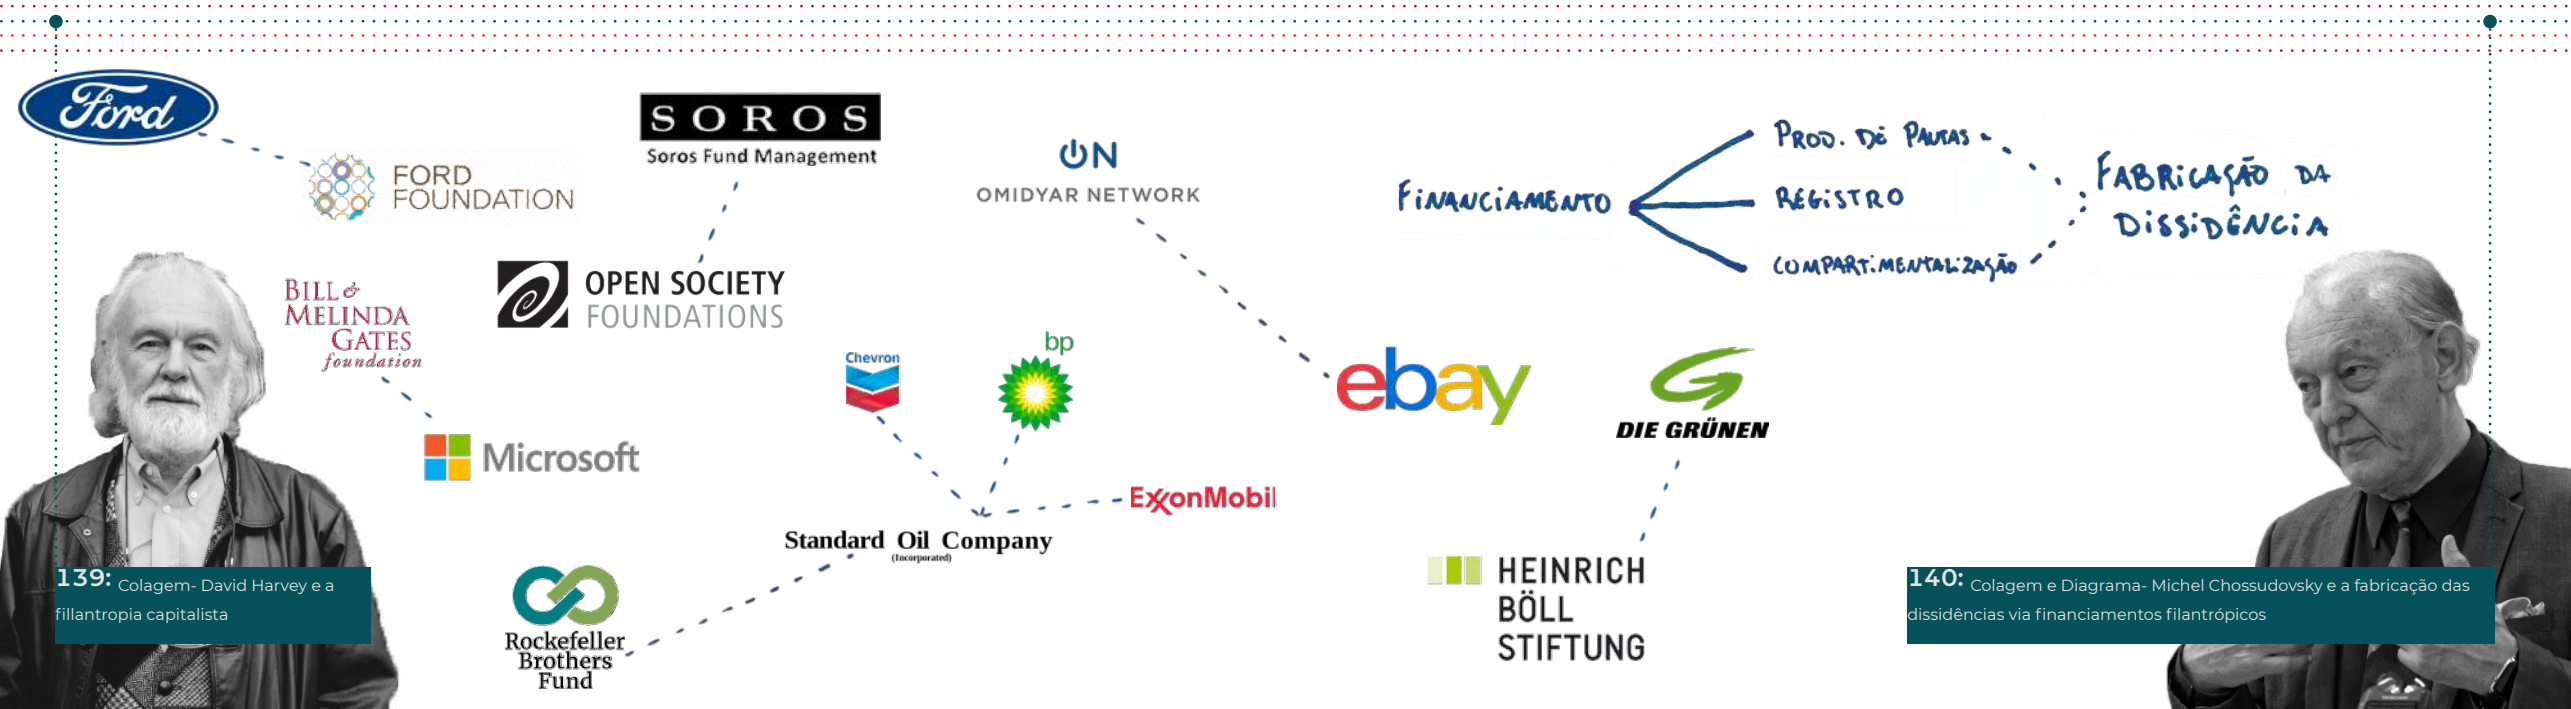 Ford
FORD
FOUNDATION
SOROS
Soros Fund Management
OPEN SOCIETY
FOUNDATIONS
BILL &
MELINDA
GATES
foundation
Microsoft
ON
OMIDYAR NETWORK
ebay
Chevron
bp
ExxonMobil
Standard Oil Company
(Incorporated)
Rockefeller
Brothers
Fund
DIE GRÜNEN
HEINRICH
BÖLL
STIFTUNG
FINANCIAMENTO
PROD. DE PAUTAS
REGISTRO
COMPARTIMENTALIZAÇÃO
FABRICAÇÃO DA
DISSIDÊNCIA
139: Colagem- David Harvey e a
fillantropia capitalista
140: Colagem e Diagrama- Michel Chossudovsky e a fabricação das
dissidências via financiamentos filantrópicos